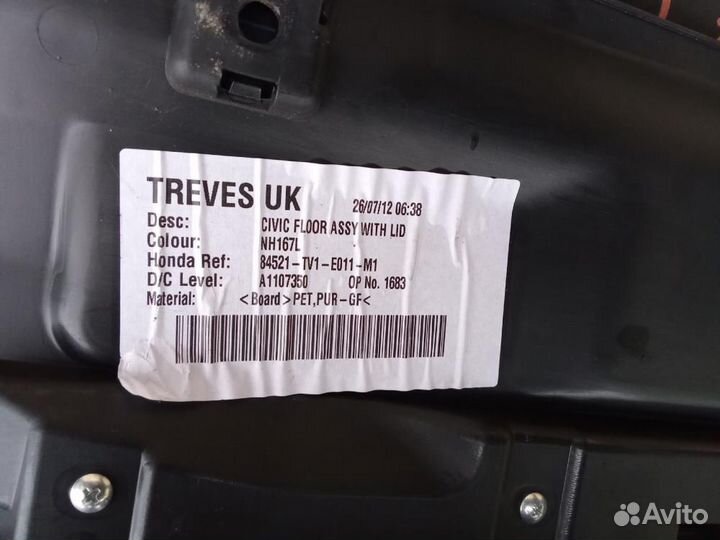 TREVES UK 26/07/12 06:38
Desc: CIVIC FLOOR ASSY WITH LID
Colour: NH167L
Honda Ref: 84521-TV1-E011-M1
D/C Level: A1107350 OP No. 1683
Material: <Board>PET,PUR-GF<
Avito